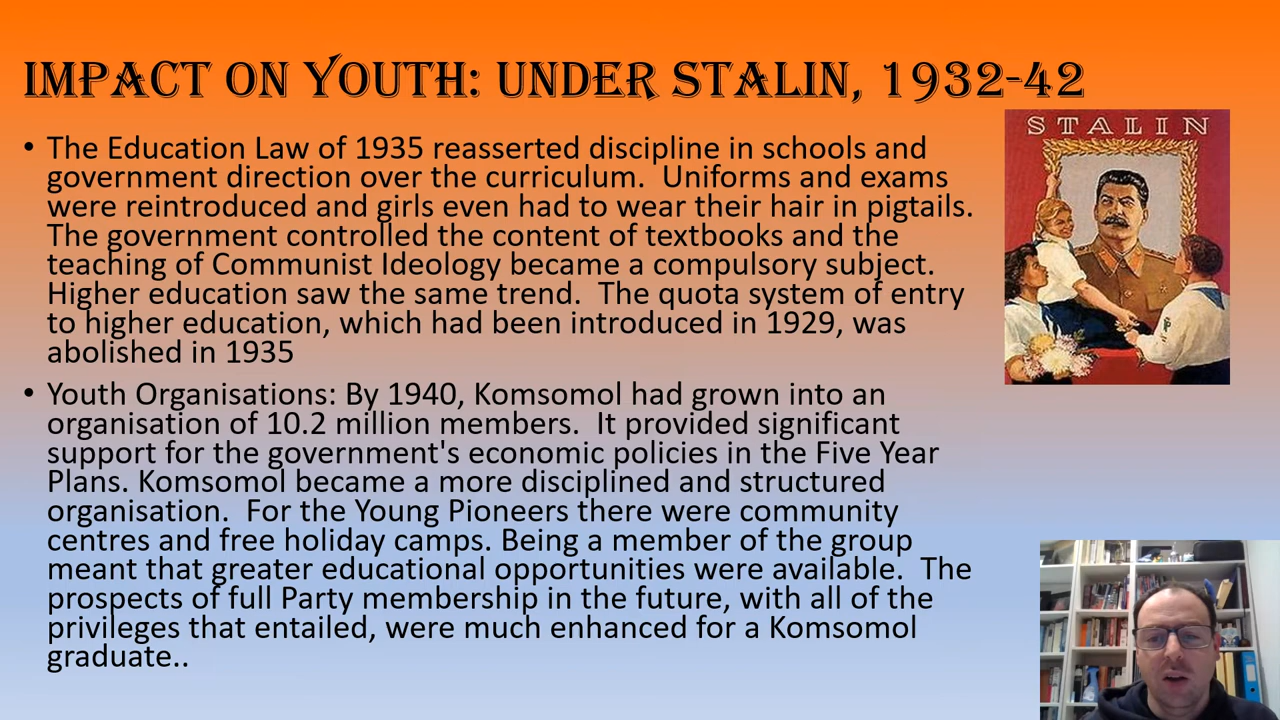 IMPACT ON YOUTH: UNDER STALIN, 1932-42
STALIN
• The Education Law of 1935 reasserted discipline in schools and
government direction over the curriculum.  Uniforms and exams
were reintroduced and girls even had to wear their hair in pigtails.
The government controlled the content of textbooks and the
teaching of Communist Ideology became a compulsory subject.
Higher education saw the same trend.  The quota system of entry
to higher education, which had been introduced in 1929, was
abolished in 1935
• Youth Organisations: By 1940, Komsomol had grown into an
organisation of 10.2 million members.  It provided significant
support for the government's economic policies in the Five Year
Plans. Komsomol became a more disciplined and structured
organisation.  For the Young Pioneers there were community
centres and free holiday camps. Being a member of the group
meant that greater educational opportunities were available.  The
prospects of full Party membership in the future, with all of the
privileges that entailed, were much enhanced for a Komsomol
graduate..